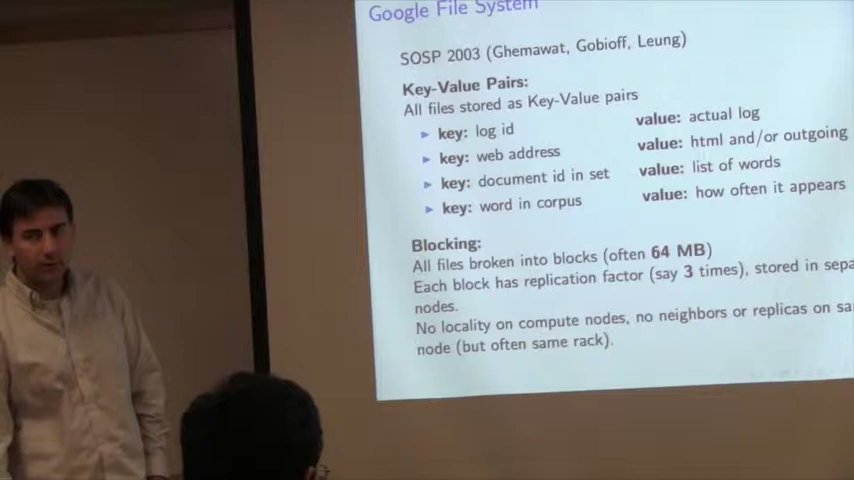 Google File System
SOSP 2003 (Ghemawat, Gobioff, Leung)
Key-Value Pairs:
All files stored as Key-Value pairs
▶ key: log id value: actual log
▶ key: web address value: html and/or outgoing
▶ key: document id in set value: list of words
▶ key: word in corpus value: how often it appears
Blocking:
All files broken into blocks (often 64 MB)
Each block has replication factor (say 3 times), stored in
nodes.
No locality on compute nodes, no neighbors or replicas on
node (but often same rack).